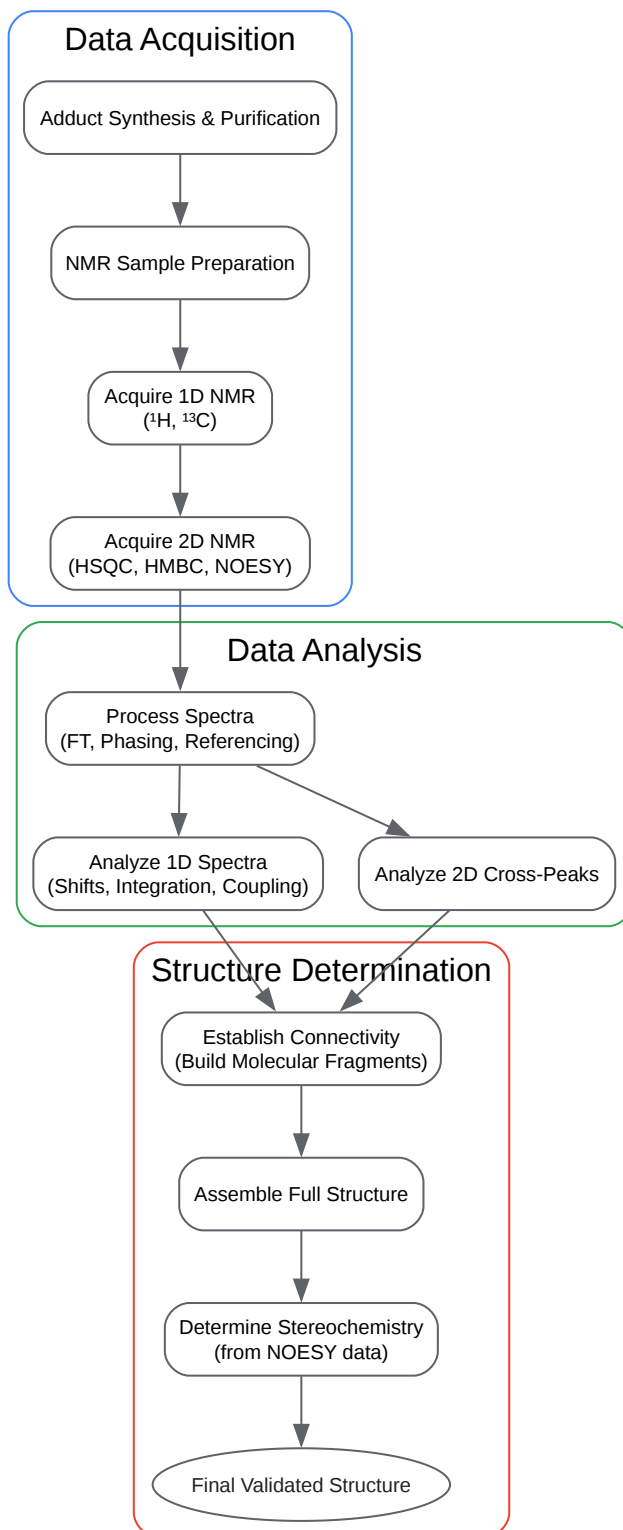 Data Acquisition
Adduct Synthesis & Purification
NMR Sample Preparation
Acquire 1D NMR
(¹H, ¹³C)
Acquire 2D NMR
(HSQC, HMBC, NOESY)
Data Analysis
Process Spectra
(FT, Phasing, Referencing)
Analyze 1D Spectra
(Shifts, Integration, Coupling)
Analyze 2D Cross-Peaks
Structure Determination
Establish Connectivity
(Build Molecular Fragments)
Assemble Full Structure
Determine Stereochemistry
(from NOESY data)
Final Validated Structure